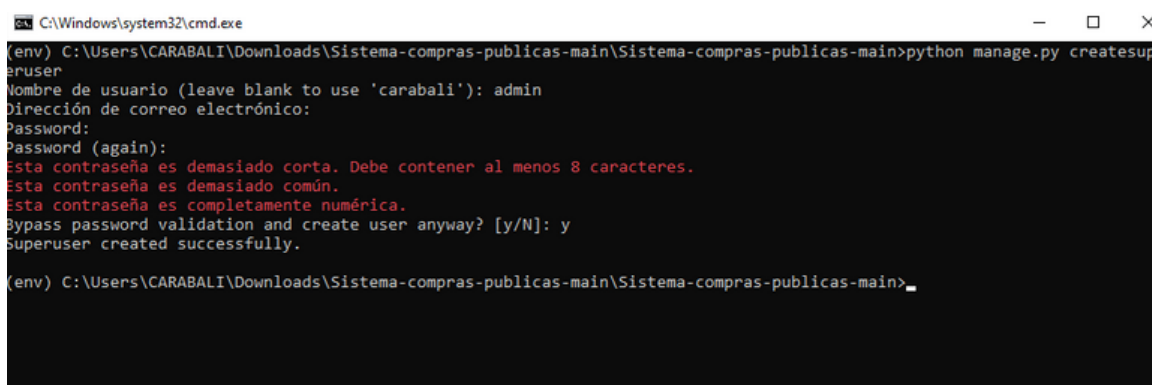 C:\Windows\system32\cmd.exe
(env) C:\Users\CARABALI\Downloads\Sistema-compras-publicas-main\Sistema-compras-publicas-main>python manage.py createsup
eruser
Nombre de usuario (leave blank to use 'carabali'): admin
Dirección de correo electrónico:
Password:
Password (again):
Esta contraseña es demasiado corta. Debe contener al menos 8 caracteres.
Esta contraseña es demasiado común.
Esta contraseña es completamente numérica.
Bypass password validation and create user anyway? [y/N]: y
Superuser created successfully.
(env) C:\Users\CARABALI\Downloads\Sistema-compras-publicas-main\Sistema-compras-publicas-main>